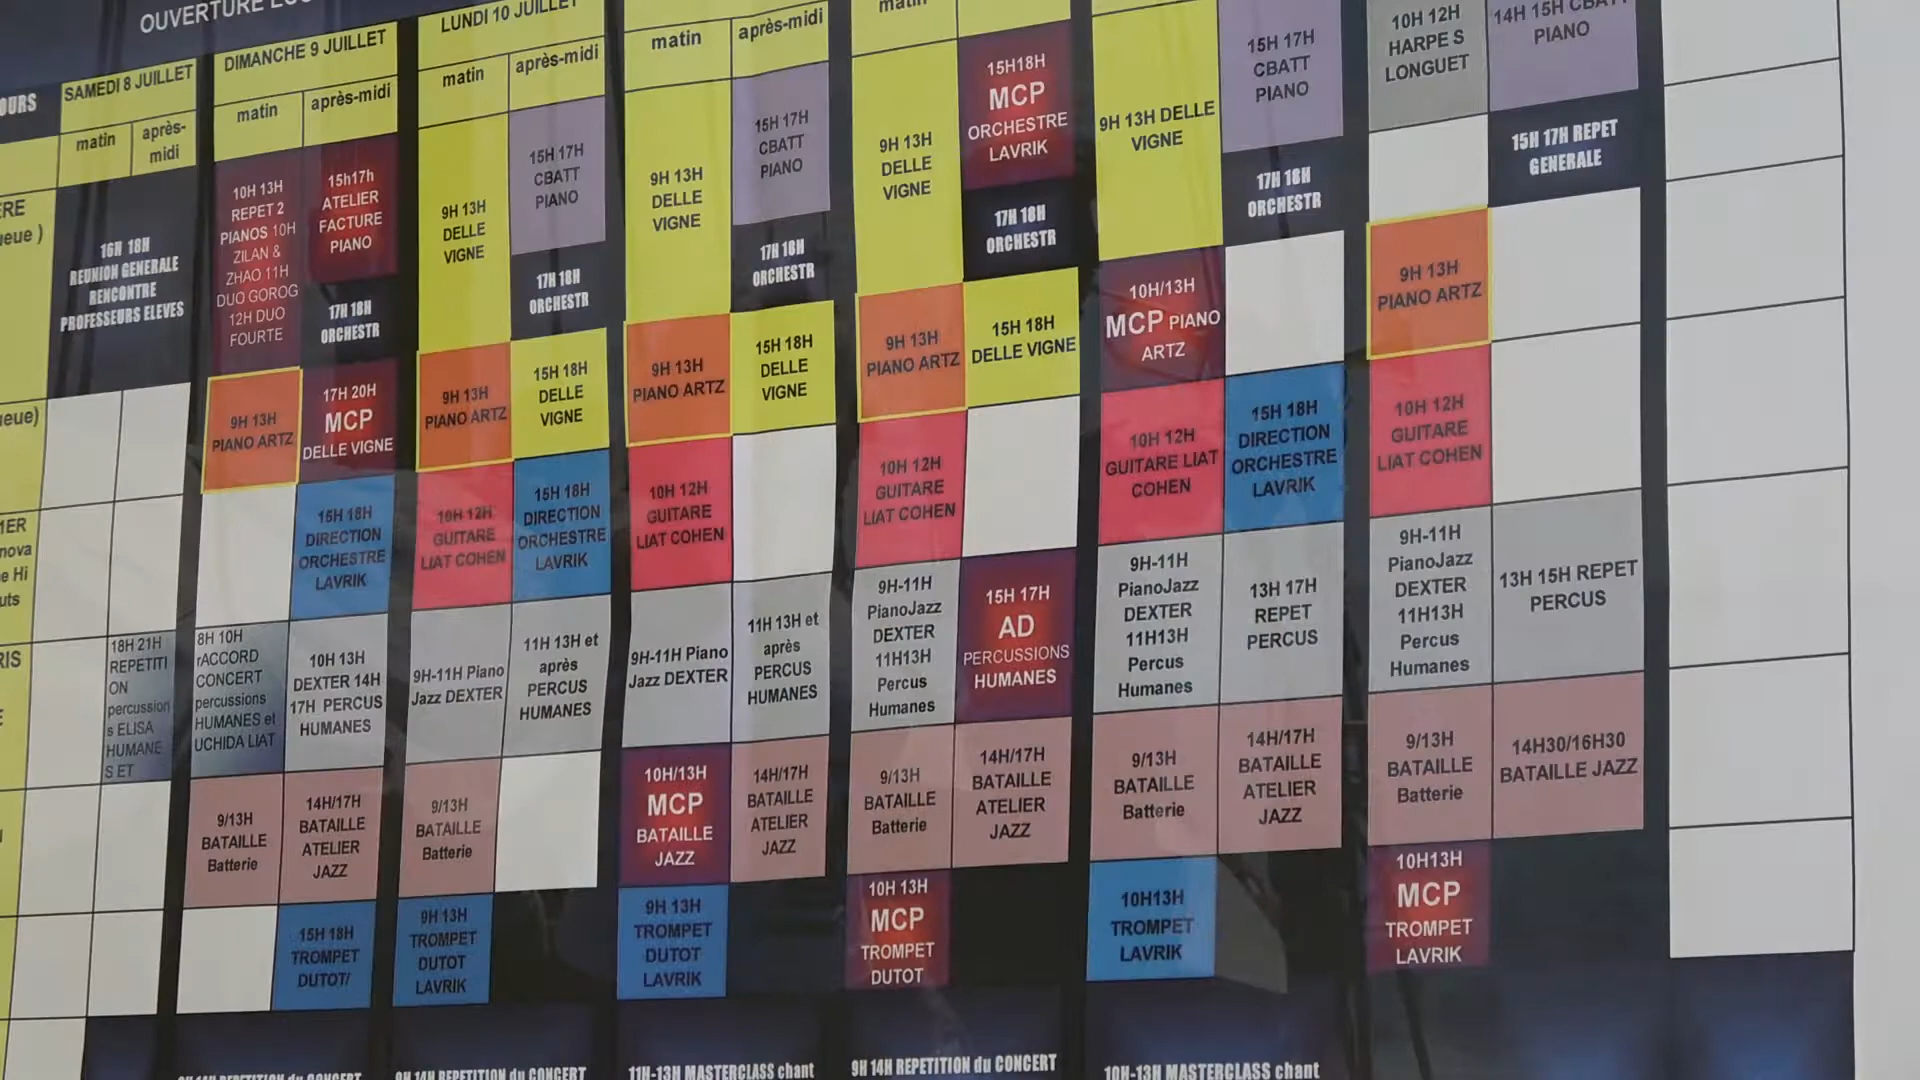 OUVERTURE
OURS
SAMEDI 8 JUILLET
matin
après-
midi
16H 18H
REUNION GENERALE
RENCONTRE
PROFESSEURS ELEVES
18H 21H
REPETITI
ON
percussion
s ELISA
HUMANE
S ET
DIMANCHE 9 JUILLET
matin
après-midi
10H 13H
REPET 2
PIANOS 10H
ZILAN &
ZHAO 11H
DUO GOROG
12H DUO
FOURTE
15h17h
ATELIER
FACTURE
PIANO
17H 18H
ORCHESTR
9H 13H
PIANO ARTZ
17H 20H
MCP
DELLE VIGNE
15H 18H
DIRECTION
ORCHESTRE
LAVRIK
8H 10H
rACCORD
CONCERT
percussions
HUMANES et
UCHIDA LIAT
10H 13H
DEXTER 14H
17H PERCUS
HUMANES
9/13H
BATAILLE
Batterie
14H/17H
BATAILLE
ATELIER
JAZZ
15H 18H
TROMPET
DUTOT/
LUNDI 10 JUILLET
matin
après-midi
9H 13H
DELLE
VIGNE
15H 17H
CBATT
PIANO
17H 18H
ORCHESTR
9H 13H
PIANO ARTZ
15H 18H
DELLE
VIGNE
10H 12H
GUITARE
LIAT COHEN
15H 18H
DIRECTION
ORCHESTRE
LAVRIK
9H-11H Piano
Jazz DEXTER
11H 13H et
après
PERCUS
HUMANES
9/13H
BATAILLE
Batterie
9H 13H
TROMPET
DUTOT
LAVRIK
9H 14H REPETITION du CONCERT
matin
après-midi
9H 13H
DELLE
VIGNE
15H 17H
CBATT
PIANO
17H 18H
ORCHESTR
9H 13H
PIANO ARTZ
15H 18H
DELLE
VIGNE
10H 12H
GUITARE
LIAT COHEN
9H-11H Piano
Jazz DEXTER
11H 13H et
après
PERCUS
HUMANES
10H/13H
MCP
BATAILLE
JAZZ
14H/17H
BATAILLE
ATELIER
JAZZ
9H 13H
TROMPET
DUTOT
LAVRIK
11H-13H MASTERCLASS chant
matin
9H 13H
DELLE
VIGNE
15H18H
MCP
ORCHESTRE
LAVRIK
17H 18H
ORCHESTR
9H 13H
PIANO ARTZ
15H 18H
DELLE VIGNE
10H 12H
GUITARE
LIAT COHEN
9H-11H
PianoJazz
DEXTER
11H13H
Percus
Humanes
15H 17H
AD
PERCUSSIONS
HUMANES
9/13H
BATAILLE
Batterie
14H/17H
BATAILLE
ATELIER
JAZZ
10H 13H
MCP
TROMPET
DUTOT
9H 14H REPETITION du CONCERT
9H 13H DELLE
VIGNE
15H 17H
CBATT
PIANO
17H 18H
ORCHESTR
10H/13H
MCP PIANO
ARTZ
10H 12H
GUITARE LIAT
COHEN
15H 18H
DIRECTION
ORCHESTRE
LAVRIK
9H-11H
PianoJazz
DEXTER
11H13H
Percus
Humanes
13H 17H
REPET
PERCUS
9/13H
BATAILLE
Batterie
14H/17H
BATAILLE
ATELIER
JAZZ
10H13H
TROMPET
LAVRIK
10H-13H MASTERCLASS chant
10H 12H
HARPE S
LONGUET
14H 15H CBATT
PIANO
15H 17H REPET
GENERALE
9H 13H
PIANO ARTZ
10H 12H
GUITARE
LIAT COHEN
9H-11H
PianoJazz
DEXTER
11H13H
Percus
Humanes
13H 15H REPET
PERCUS
9/13H
BATAILLE
Batterie
14H30/16H30
BATAILLE JAZZ
10H13H
MCP
TROMPET
LAVRIK